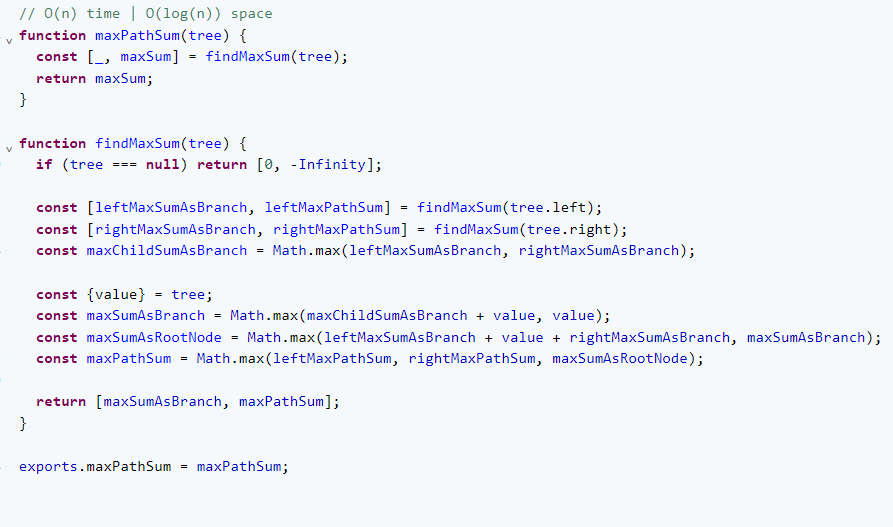 // O(n) time | O(log(n)) space
function maxPathSum(tree) {
  const [_, maxSum] = findMaxSum(tree);
  return maxSum;
}

function findMaxSum(tree) {
  if (tree === null) return [0, -Infinity];

  const [leftMaxSumAsBranch, leftMaxPathSum] = findMaxSum(tree.left);
  const [rightMaxSumAsBranch, rightMaxPathSum] = findMaxSum(tree.right);
  const maxChildSumAsBranch = Math.max(leftMaxSumAsBranch, rightMaxSumAsBranch);

  const {value} = tree;
  const maxSumAsBranch = Math.max(maxChildSumAsBranch + value, value);
  const maxSumAsRootNode = Math.max(leftMaxSumAsBranch + value + rightMaxSumAsBranch, maxSumAsBranch);
  const maxPathSum = Math.max(leftMaxPathSum, rightMaxPathSum, maxSumAsRootNode);

  return [maxSumAsBranch, maxPathSum];
}

exports.maxPathSum = maxPathSum;